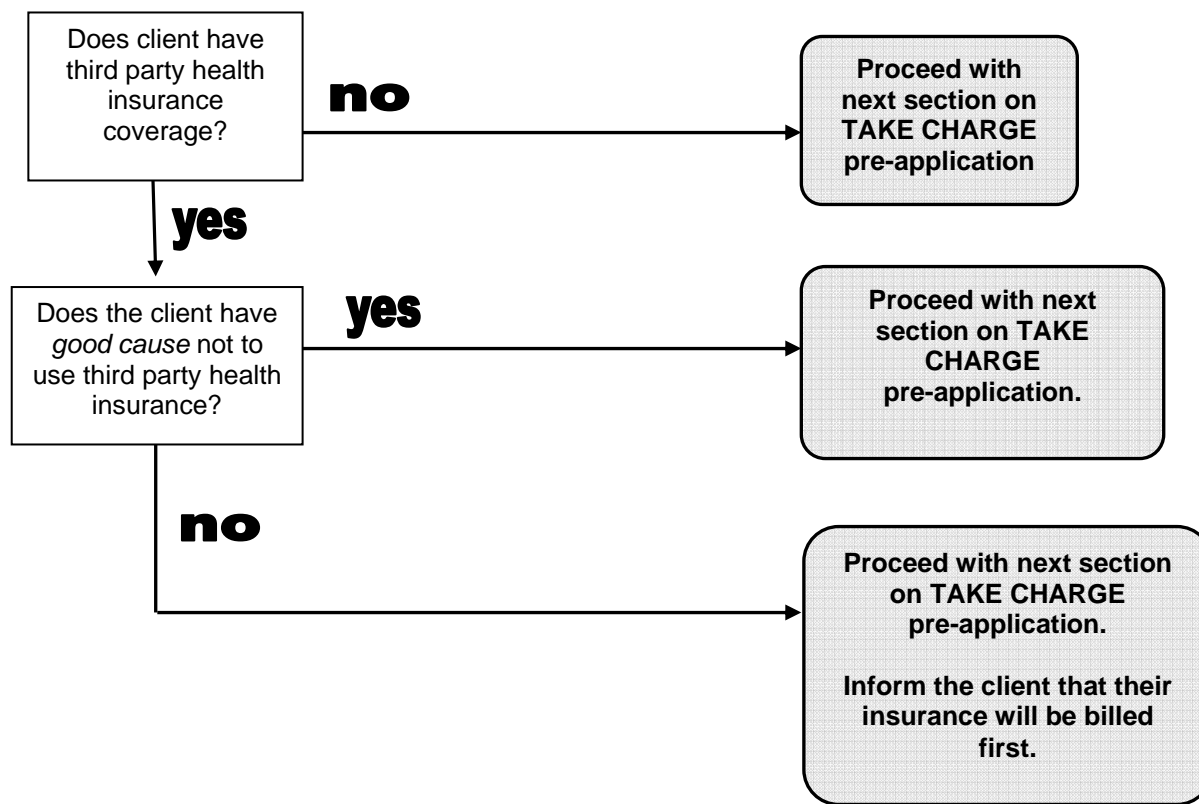 Does client have
third party health
insurance
coverage?
no
Proceed with
next section on
TAKE CHARGE
pre-application
yes
Does the client have
good cause not to
use third party health
insurance?
yes
Proceed with next
section on TAKE
CHARGE
pre-application.
no
Proceed with next section
on TAKE CHARGE
pre-application.
Inform the client that their
insurance will be billed
first.